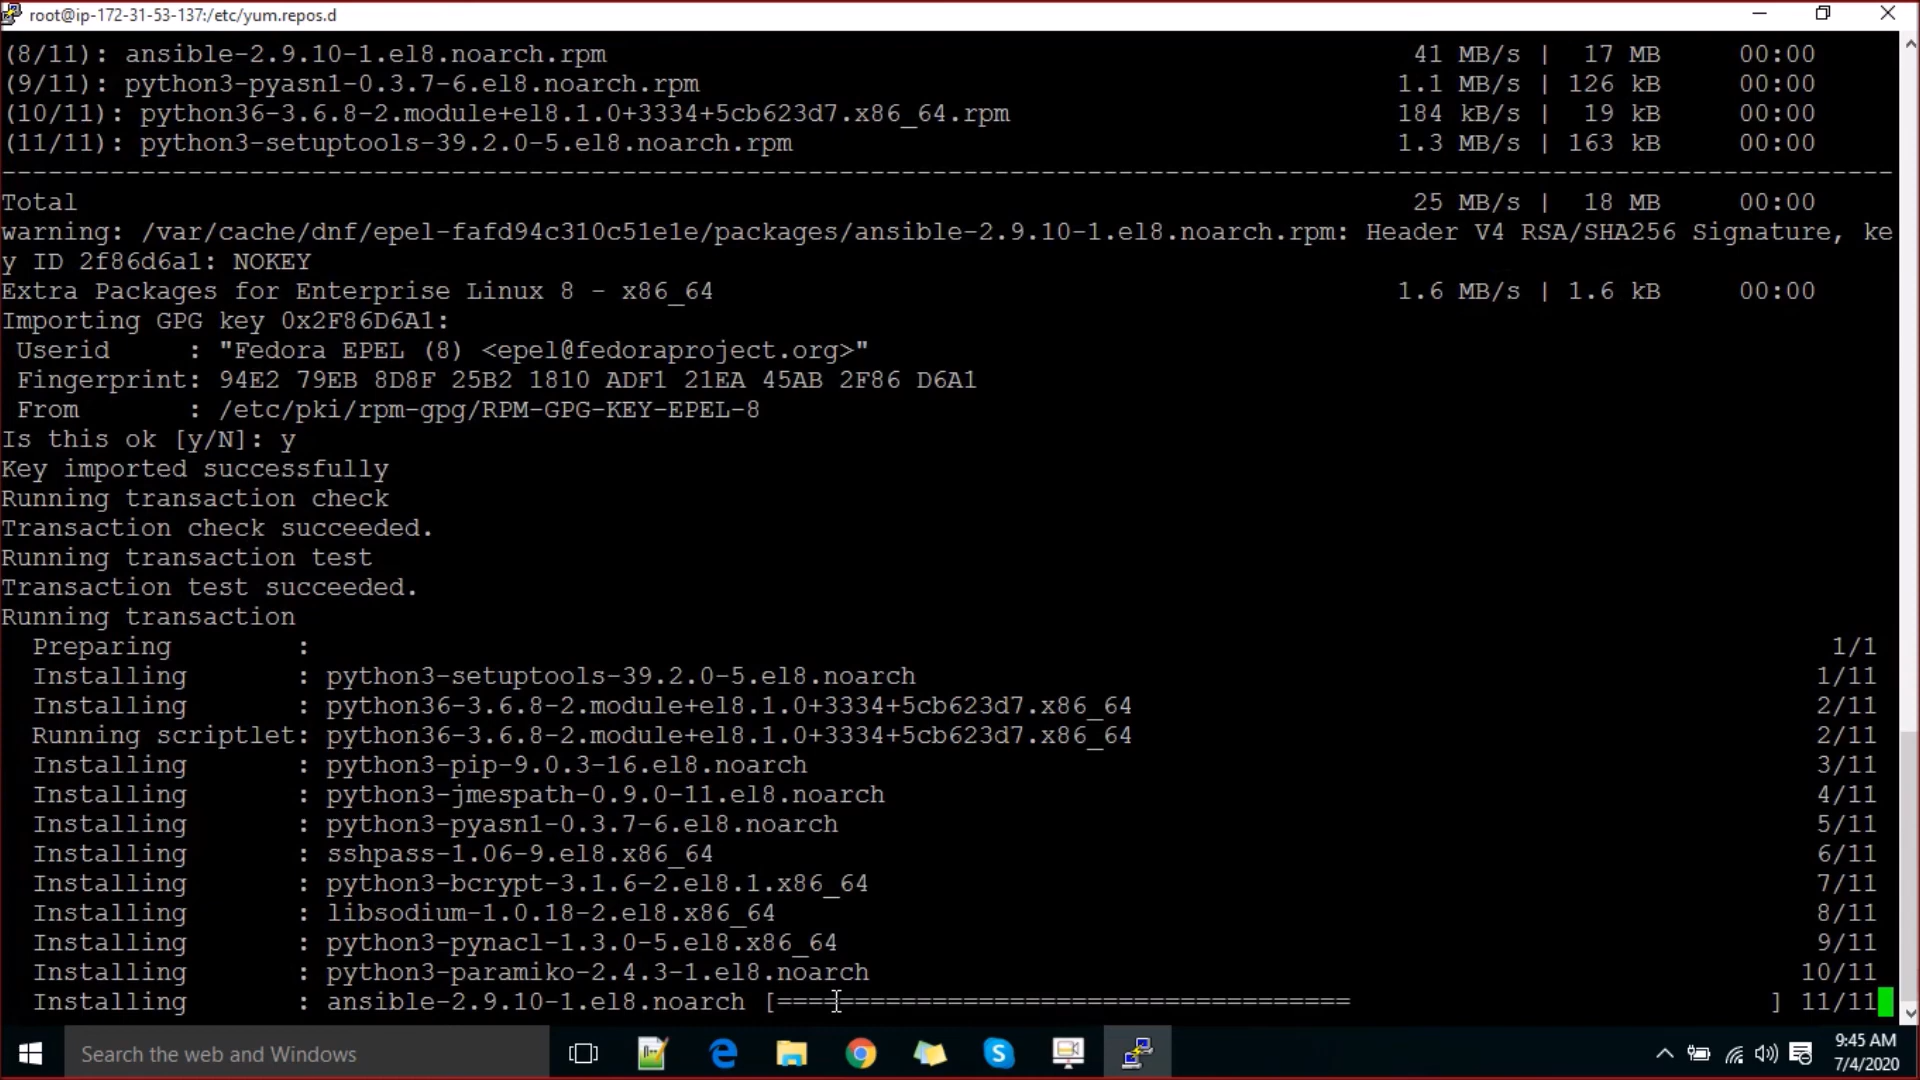 root@ip-172-31-53-137:/etc/yum.repos.d
(8/11): ansible-2.9.10-1.el8.noarch.rpm 41 MB/s | 17 MB 00:00
(9/11): python3-pyasn1-0.3.7-6.el8.noarch.rpm 1.1 MB/s | 126 kB 00:00
(10/11): python36-3.6.8-2.module+el8.1.0+3334+5cb623d7.x86_64.rpm 184 kB/s | 19 kB 00:00
(11/11): python3-setuptools-39.2.0-5.el8.noarch.rpm 1.3 MB/s | 163 kB 00:00
--------------------------------------------------------------------------------------------------------------------------
Total 25 MB/s | 18 MB 00:00
warning: /var/cache/dnf/epel-fafd94c310c51e1e/packages/ansible-2.9.10-1.el8.noarch.rpm: Header V4 RSA/SHA256 Signature, ke
y ID 2f86d6a1: NOKEY
Extra Packages for Enterprise Linux 8 - x86_64 1.6 MB/s | 1.6 kB 00:00
Importing GPG key 0x2F86D6A1:
Userid : "Fedora EPEL (8) <epel@fedoraproject.org>"
Fingerprint: 94E2 79EB 8D8F 25B2 1810 ADF1 21EA 45AB 2F86 D6A1
From : /etc/pki/rpm-gpg/RPM-GPG-KEY-EPEL-8
Is this ok [y/N]: y
Key imported successfully
Running transaction check
Transaction check succeeded.
Running transaction test
Transaction test succeeded.
Running transaction
Preparing : 1/1
Installing : python3-setuptools-39.2.0-5.el8.noarch 1/11
Installing : python36-3.6.8-2.module+el8.1.0+3334+5cb623d7.x86_64 2/11
Running scriptlet: python36-3.6.8-2.module+el8.1.0+3334+5cb623d7.x86_64 2/11
Installing : python3-pip-9.0.3-16.el8.noarch 3/11
Installing : python3-jmespath-0.9.0-11.el8.noarch 4/11
Installing : python3-pyasn1-0.3.7-6.el8.noarch 5/11
Installing : sshpass-1.06-9.el8.x86_64 6/11
Installing : python3-bcrypt-3.1.6-2.el8.1.x86_64 7/11
Installing : libsodium-1.0.18-2.el8.x86_64 8/11
Installing : python3-pynacl-1.3.0-5.el8.x86_64 9/11
Installing : python3-paramiko-2.4.3-1.el8.noarch 10/11
Installing : ansible-2.9.10-1.el8.noarch [===================================== ] 11/11
Search the web and Windows
9:45 AM
7/4/2020